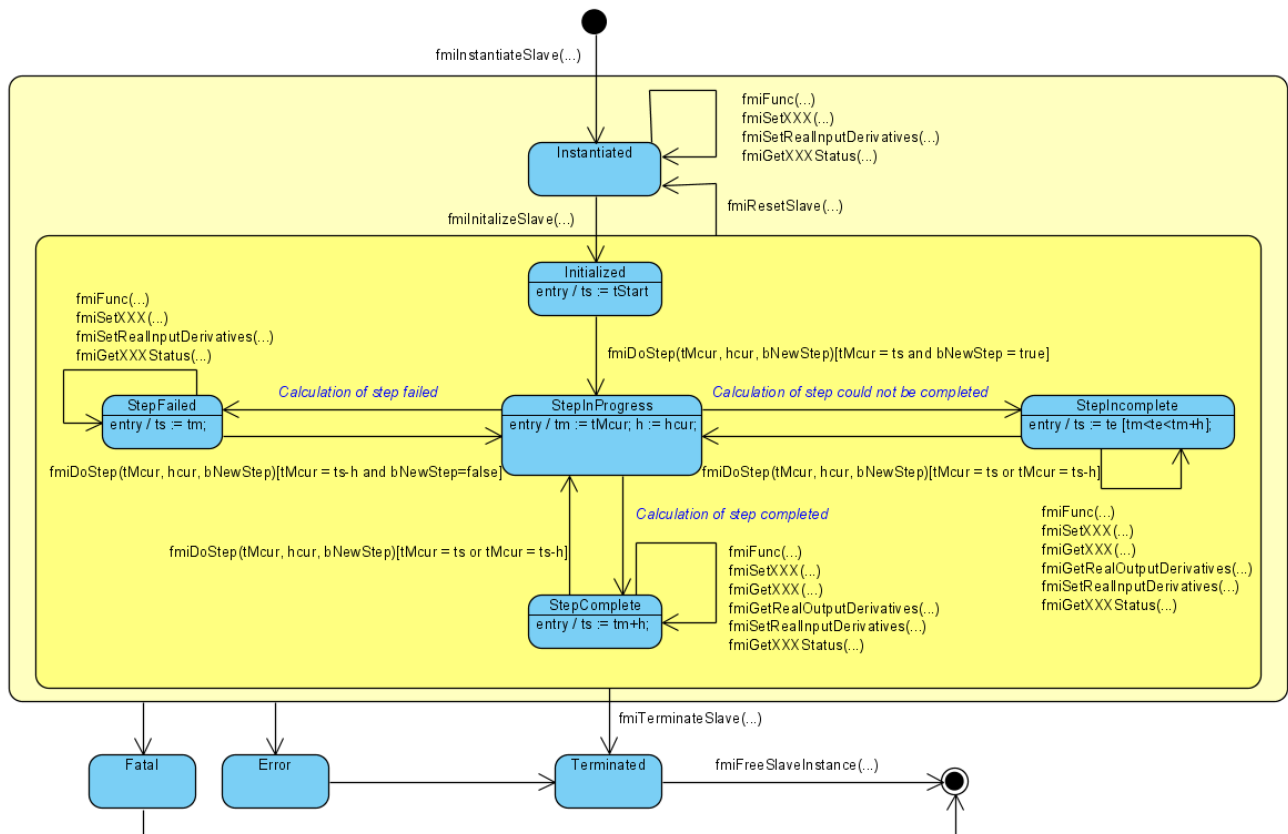 fmiInstantiateSlave(...)
fmiFunc(...)
fmiSetXXX(...)
fmiSetRealInputDerivatives(...)
fmiGetXXXStatus(...)
Instantiated
fmiResetSlave(...)
fmiInitalizeSlave(...)
Initialized
entry / ts := tStart
fmiFunc(...)
fmiSetXXX(...)
fmiSetRealInputDerivatives(...)
fmiGetXXXStatus(...)
fmiDoStep(tMcur, hcur, bNewStep)[tMcur = ts and bNewStep = true]
Calculation of step failed
Calculation of step could not be completed
StepFailed
entry / ts := tm;
StepInProgress
entry / tm := tMcur; h := hcur;
StepIncomplete
entry / ts := te [tm<te<tm+h];
fmiDoStep(tMcur, hcur, bNewStep)[tMcur = ts-h and bNewStep=false]
fmiDoStep(tMcur, hcur, bNewStep)[tMcur = ts or tMcur = ts-h]
Calculation of step completed
fmiFunc(...)
fmiSetXXX(...)
fmiGetXXX(...)
fmiGetRealOutputDerivatives(...)
fmiSetRealInputDerivatives(...)
fmiGetXXXStatus(...)
fmiDoStep(tMcur, hcur, bNewStep)[tMcur = ts or tMcur = ts-h]
fmiFunc(...)
fmiSetXXX(...)
fmiGetXXX(...)
fmiGetRealOutputDerivatives(...)
fmiSetRealInputDerivatives(...)
fmiGetXXXStatus(...)
StepComplete
entry / ts := tm+h;
fmiTerminateSlave(...)
Fatal
Error
Terminated
fmiFreeSlaveInstance(...)